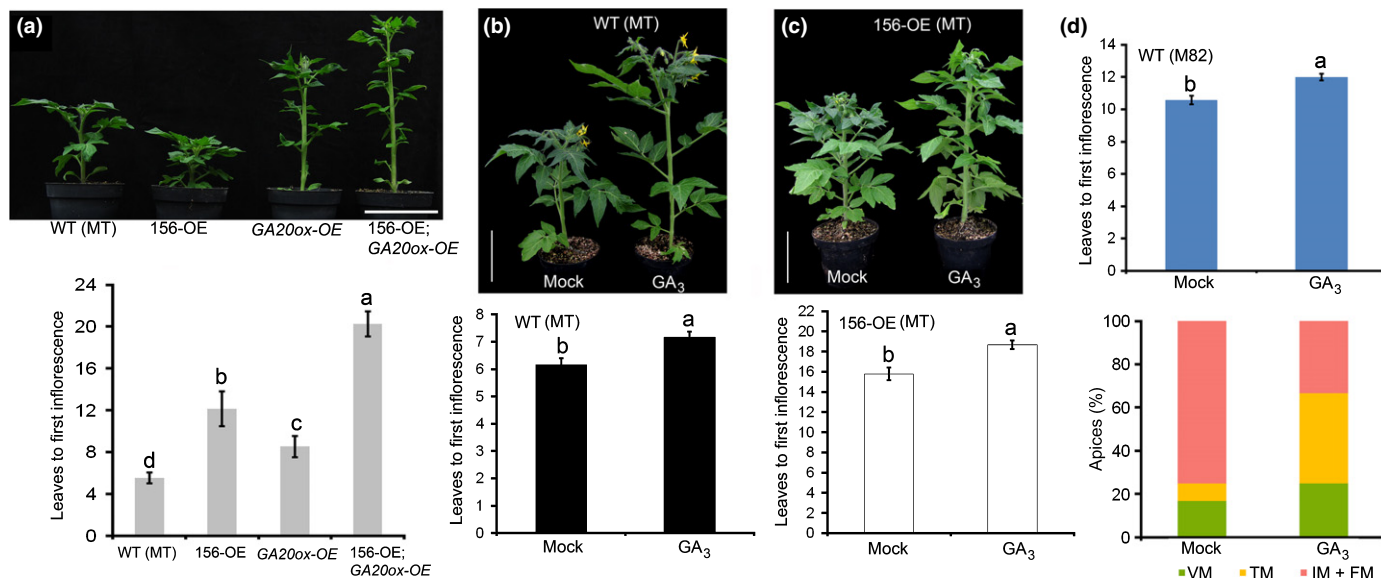 (a)
WT (MT)
156-OE
GA20ox-OE
156-OE;
GA20ox-OE
Leaves to first inflorescence
24
20
16
12
8
4
0
d
b
c
a
WT (MT)
156-OE
GA20ox-OE
156-OE;
GA20ox-OE
(b)
WT (MT)
Mock
GA3
Leaves to first inflorescence
8
7
6
5
4
3
2
1
0
WT (MT)
b
a
Mock
GA3
(c)
156-OE (MT)
Mock
GA3
Leaves to first inflorescence
22
20
18
16
14
12
10
8
6
4
2
0
156-OE (MT)
b
a
Mock
GA3
(d)
Leaves to first inflorescence
14
12
10
8
6
4
2
0
WT (M82)
b
a
Mock
GA3
Apices (%)
100
80
60
40
20
0
Mock
GA3
VM
TM
IM + FM